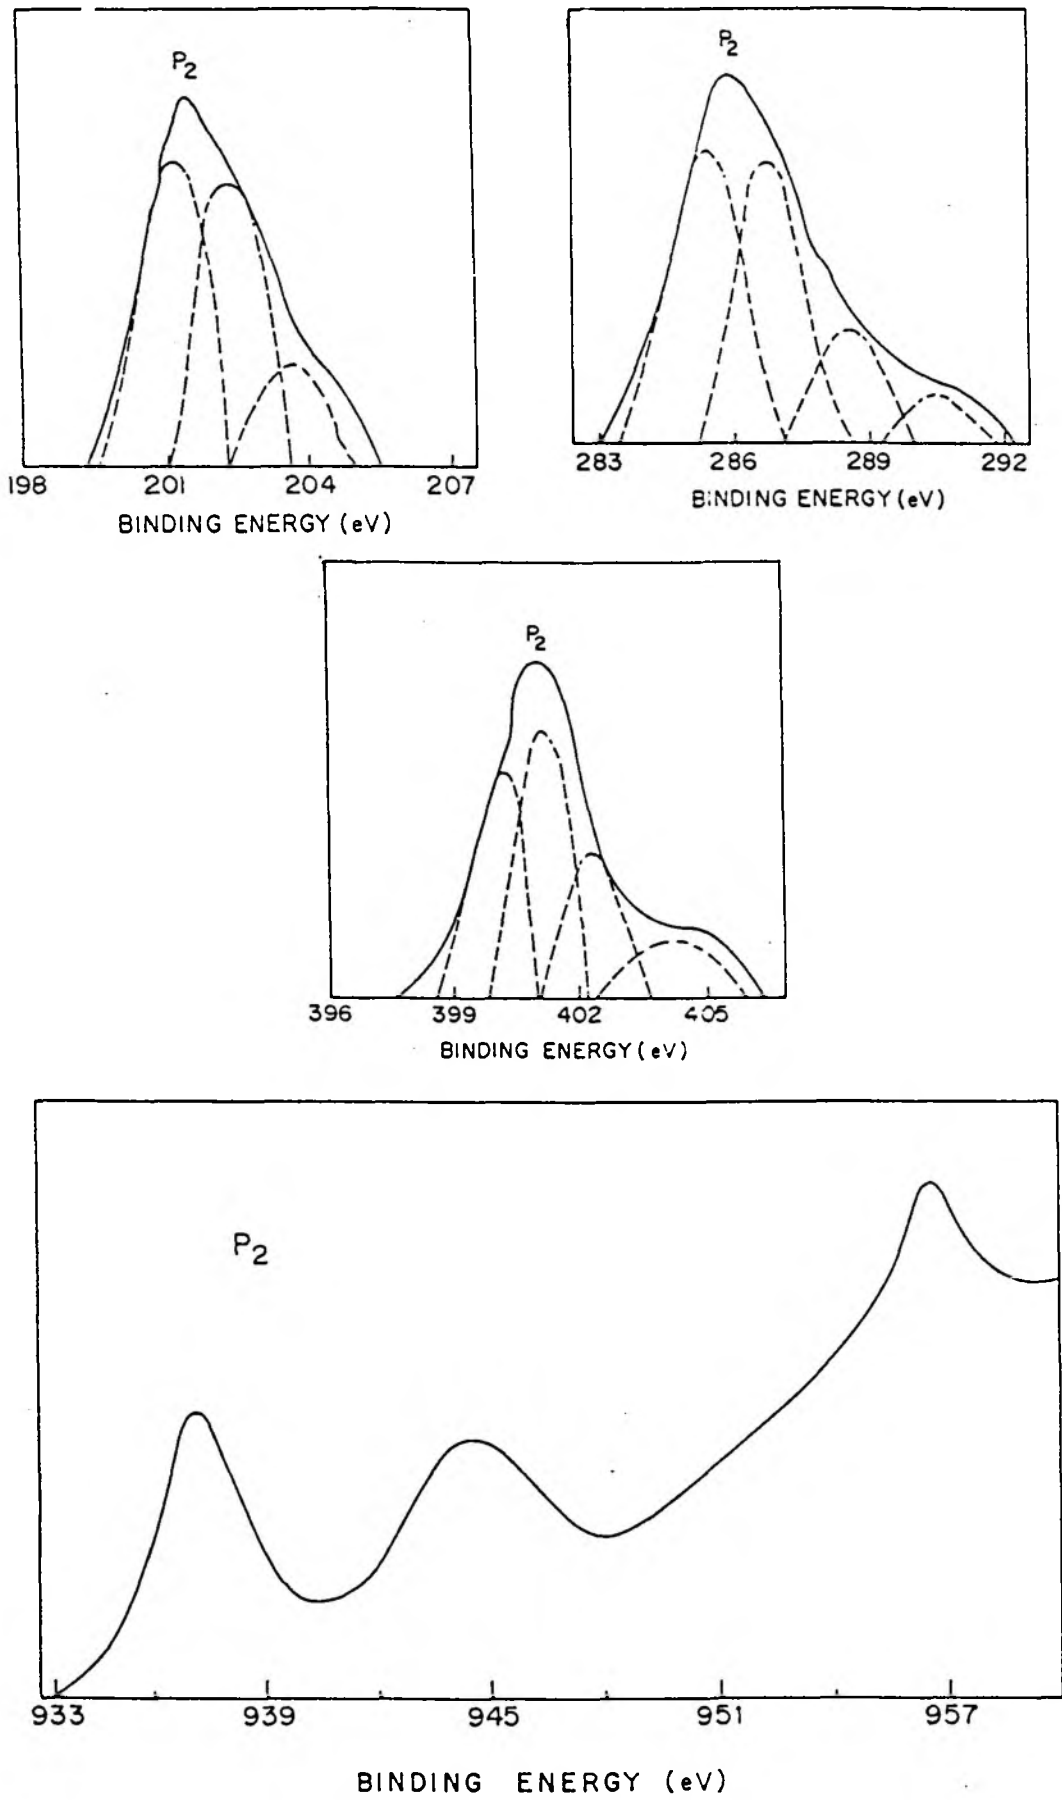 P2
198 201 204 207
BINDING ENERGY (eV)
P2
283 286 289 292
BINDING ENERGY (eV)
P2
396 399 402 405
BINDING ENERGY (eV)
P2
933 939 945 951 957
BINDING ENERGY (eV)